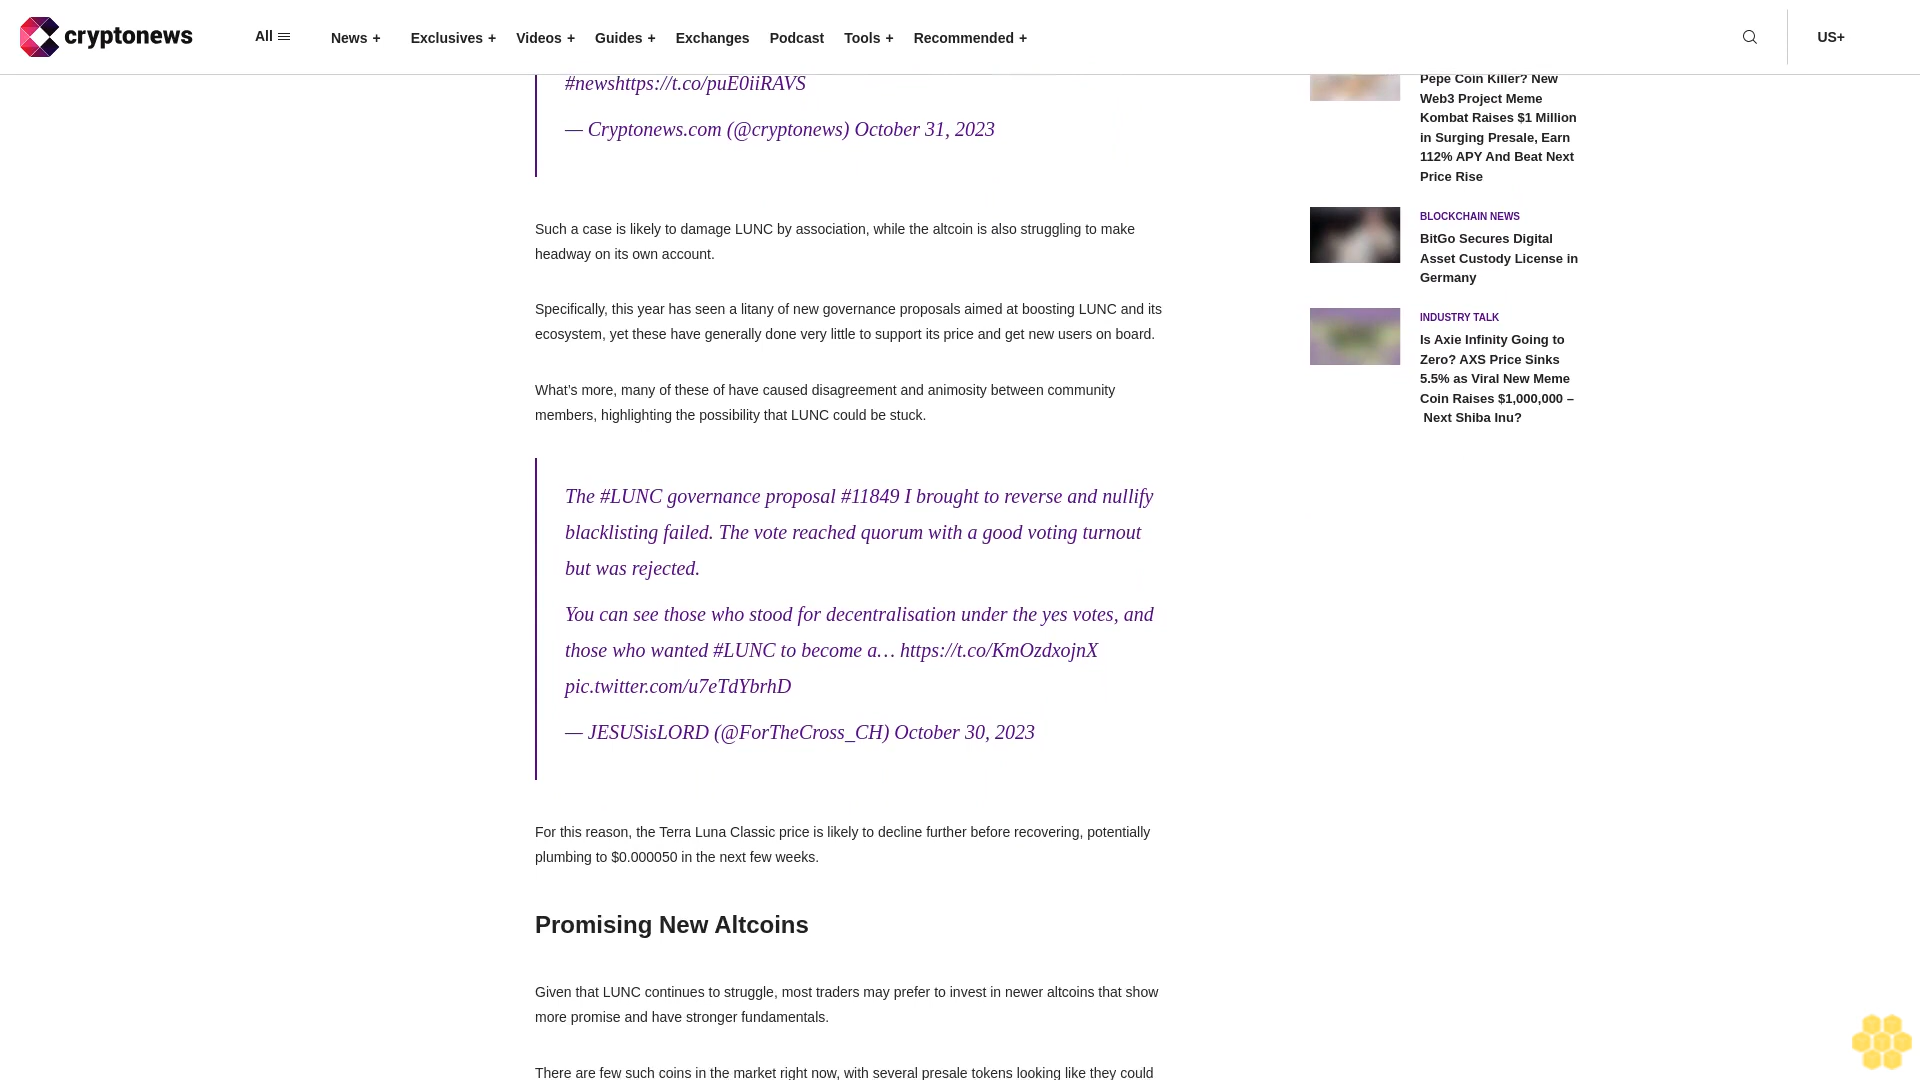 cryptonews
All
News +
Exclusives +
Videos +
Guides +
Exchanges
Podcast
Tools +
Recommended +
US+
#newshttps://t.co/puE0iiRAVS
— Cryptonews.com (@cryptonews) October 31, 2023
Such a case is likely to damage LUNC by association, while the altcoin is also struggling to make
headway on its own account.
Specifically, this year has seen a litany of new governance proposals aimed at boosting LUNC and its
ecosystem, yet these have generally done very little to support its price and get new users on board.
What’s more, many of these of have caused disagreement and animosity between community
members, highlighting the possibility that LUNC could be stuck.
The #LUNC governance proposal #11849 I brought to reverse and nullify
blacklisting failed. The vote reached quorum with a good voting turnout
but was rejected.
You can see those who stood for decentralisation under the yes votes, and
those who wanted #LUNC to become a… https://t.co/KmOzdxojnX
pic.twitter.com/u7eTdYbrhD
— JESUSisLORD (@ForTheCross_CH) October 30, 2023
For this reason, the Terra Luna Classic price is likely to decline further before recovering, potentially
plumbing to $0.000050 in the next few weeks.
Promising New Altcoins
Given that LUNC continues to struggle, most traders may prefer to invest in newer altcoins that show
more promise and have stronger fundamentals.
There are few such coins in the market right now, with several presale tokens looking like they could
Pepe Coin Killer? New
Web3 Project Meme
Kombat Raises $1 Million
in Surging Presale, Earn
112% APY And Beat Next
Price Rise
BLOCKCHAIN NEWS
BitGo Secures Digital
Asset Custody License in
Germany
INDUSTRY TALK
Is Axie Infinity Going to
Zero? AXS Price Sinks
5.5% as Viral New Meme
Coin Raises $1,000,000 –
Next Shiba Inu?